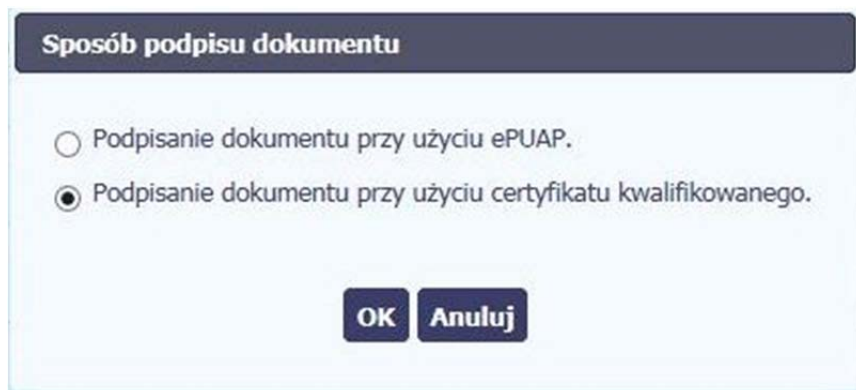 Sposób podpisu dokumentu
Podpisanie dokumentu przy użyciu ePUAP.
Podpisanie dokumentu przy użyciu certyfikatu kwalifikowanego.
OK Anuluj